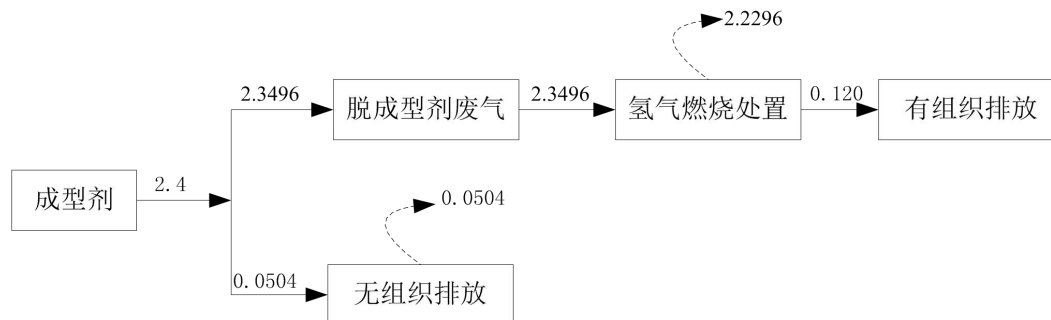 2.2296
2.3496
脱成型剂废气
2.3496
氢气燃烧处置
0.120
有组织排放
成型剂
2.4
0.0504
0.0504
无组织排放